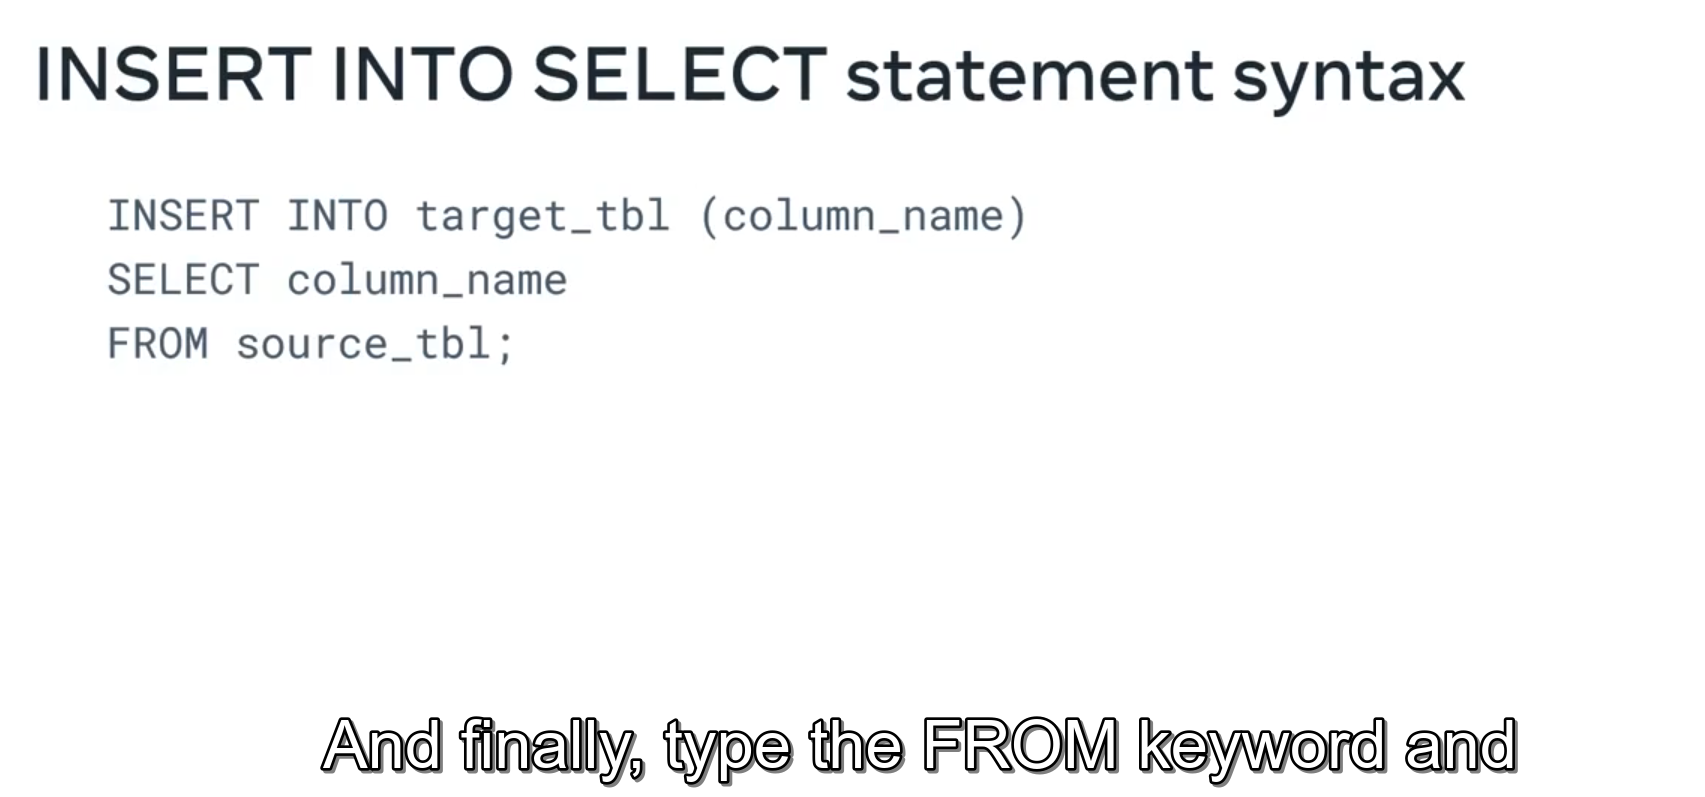 INSERT INTO SELECT statement syntax
INSERT INTO target_tbl (column_name)
SELECT column_name
FROM source_tbl;
And finally, type the FROM keyword and